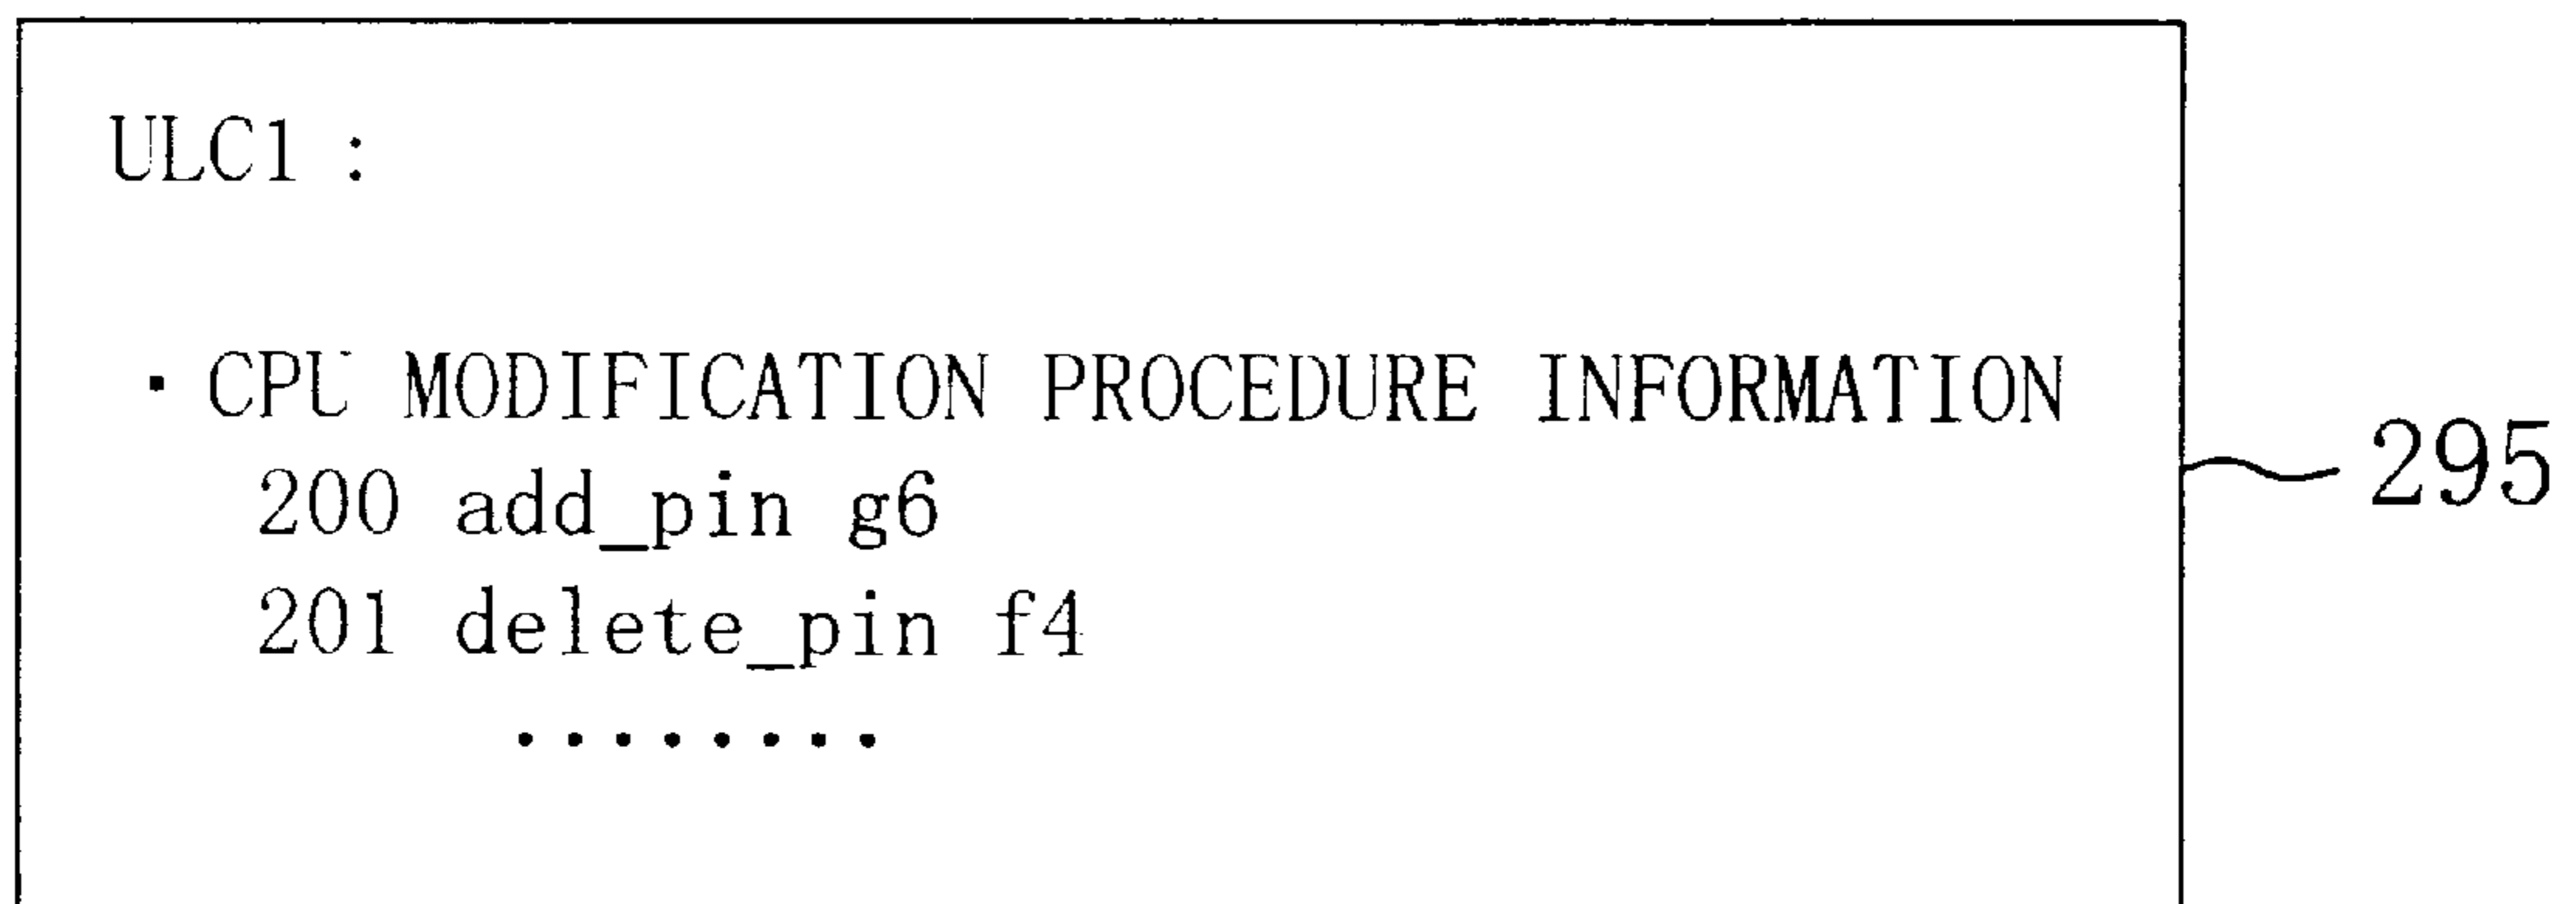 ULC1 :
· CPU MODIFICATION PROCEDURE INFORMATION
200 add_pin g6
201 delete_pin f4
· · · · · · · ·
295